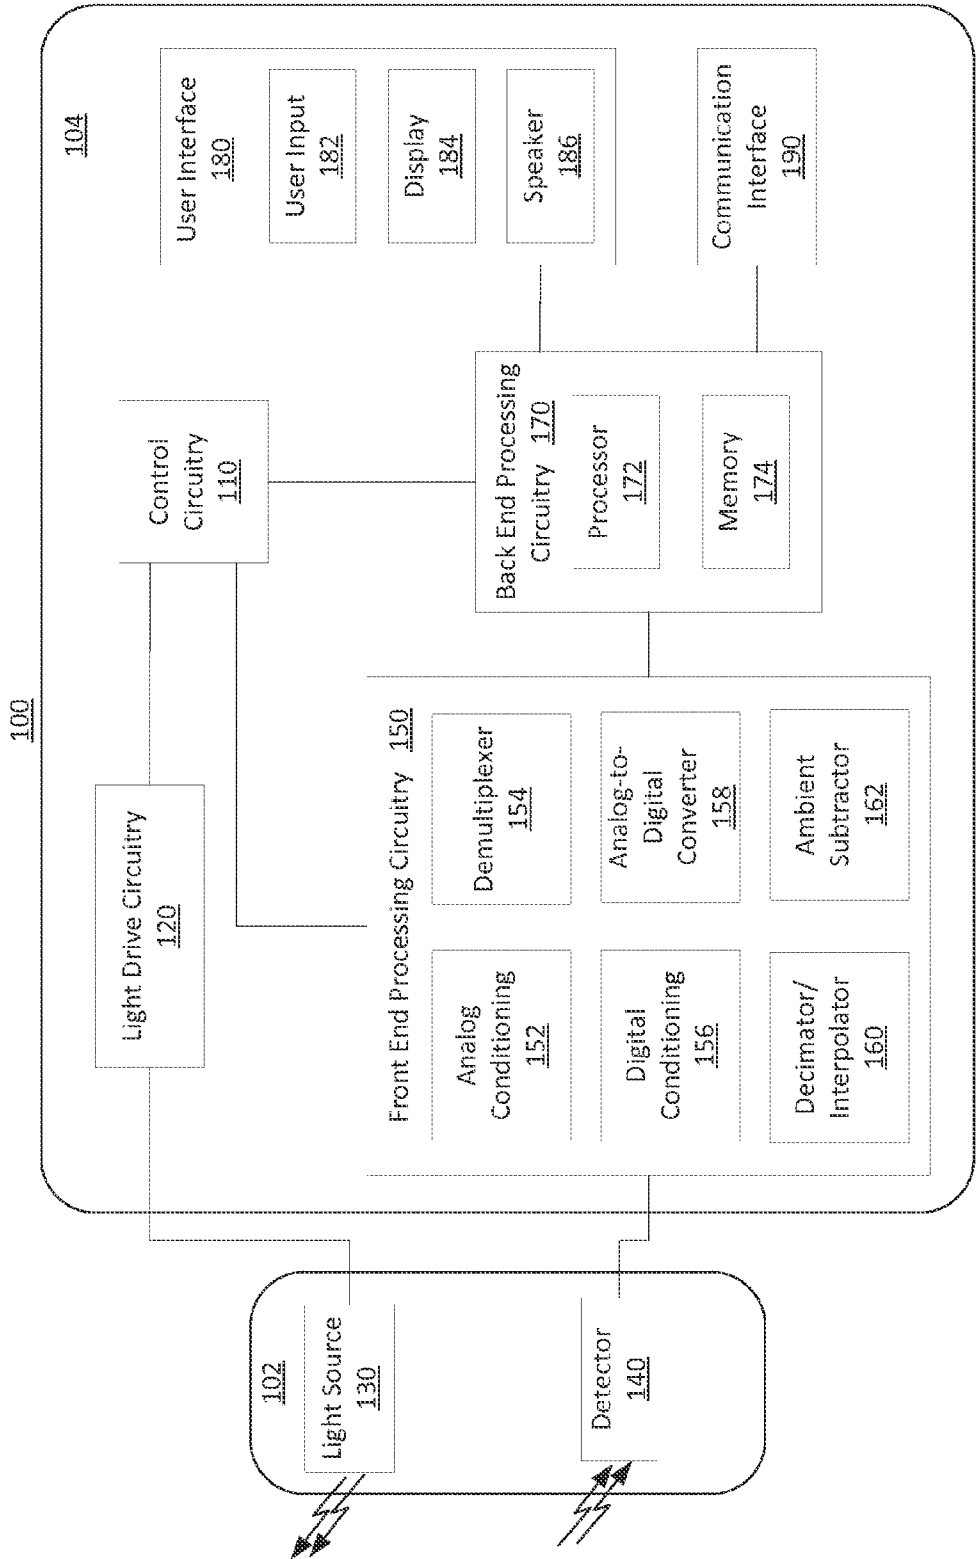 100
104
102
Light Source
130
Detector
140
Light Drive Circuitry
120
Control
Circuitry
110
Front End Processing Circuitry 150
Analog
Conditioning
152
Demultiplexer
154
Digital
Conditioning
156
Analog-to-
Digital
Converter
158
Decimator/
Interpolator
160
Ambient
Subtractor
162
Back End Processing
Circuitry 170
Processor
172
Memory
174
User Interface
180
User Input
182
Display
184
Speaker
186
Communication
Interface
190